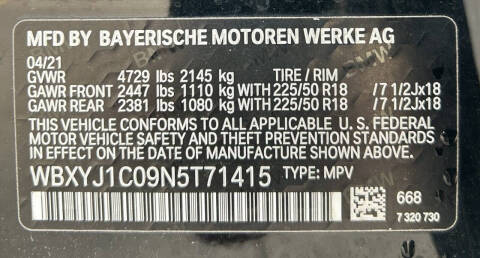 MFD BY BAYERISCHE MOTOREN WERKE AG
04/21
GVWR 4729 lbs 2145 kg TIRE / RIM
GAWR FRONT 2447 lbs 1110 kg WITH 225/50 R18 / 7 1/2Jx18
GAWR REAR 2381 lbs 1080 kg WITH 225/50 R18 / 7 1/2Jx18
THIS VEHICLE CONFORMS TO ALL APPLICABLE U. S. FEDERAL
MOTOR VEHICLE SAFETY AND THEFT PREVENTION STANDARDS
IN EFFECT ON THE DATE OF MANUFACTURE SHOWN ABOVE.
WBXYJ1C09N5T71415 TYPE: MPV
668
7 320 730